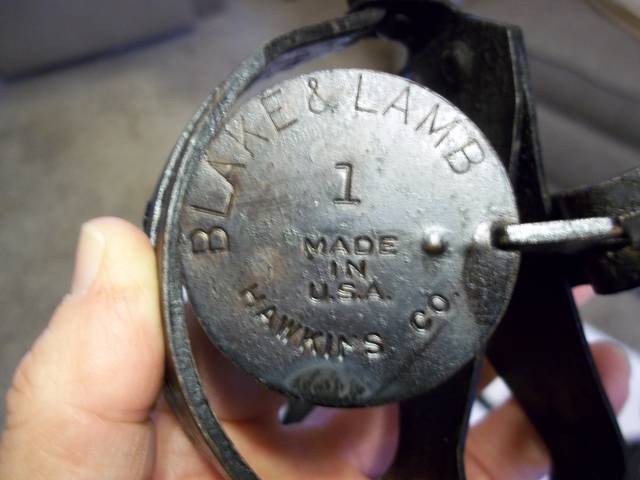 BLAKE & LAMB
1
MADE
IN
U.S.A.
HAWKINS CO.